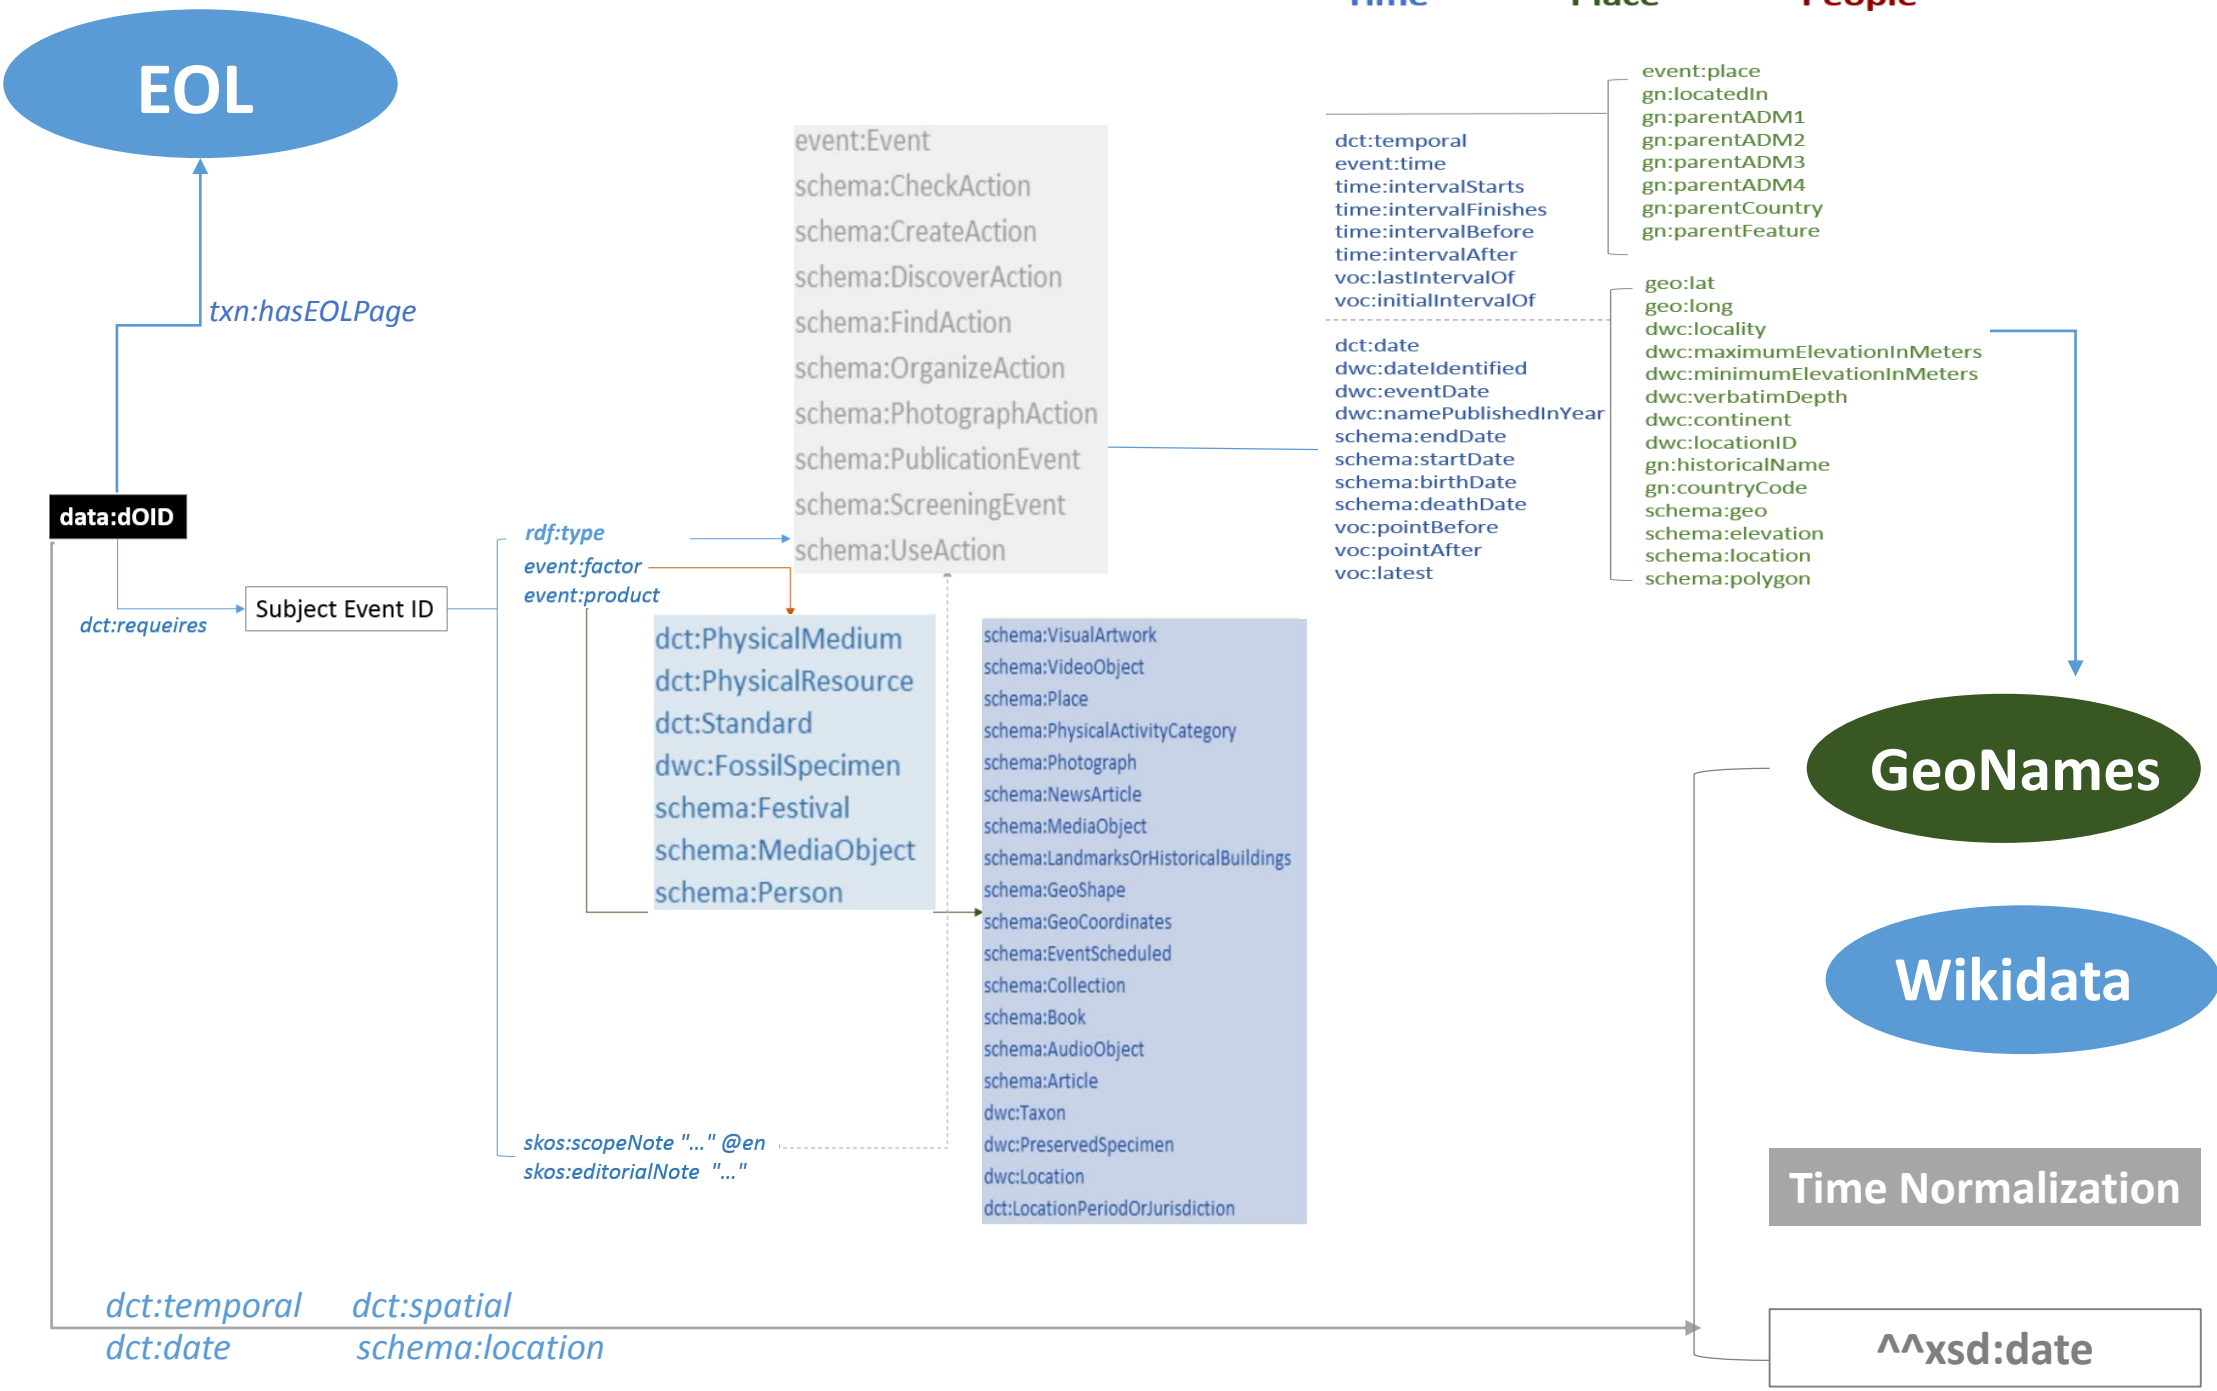 Time
Place
People
EOL
txn:hasEOLPage
data:dOID
dct:requeires
Subject Event ID
rdf:type
event:factor
event:product
skos:scopeNote "..." @en
skos:editorialNote "..."
event:Event
schema:CheckAction
schema:CreateAction
schema:DiscoverAction
schema:FindAction
schema:OrganizeAction
schema:PhotographAction
schema:PublicationEvent
schema:ScreeningEvent
schema:UseAction
dct:PhysicalMedium
dct:PhysicalResource
dct:Standard
dwc:FossilSpecimen
schema:Festival
schema:MediaObject
schema:Person
schema:VisualArtwork
schema:VideoObject
schema:Place
schema:PhysicalActivityCategory
schema:Photograph
schema:NewsArticle
schema:MediaObject
schema:LandmarksOrHistoricalBuildings
schema:GeoShape
schema:GeoCoordinates
schema:EventScheduled
schema:Collection
schema:Book
schema:AudioObject
schema:Article
dwc:Taxon
dwc:PreservedSpecimen
dwc:Location
dct:LocationPeriodOrJurisdiction
dct:temporal
event:time
time:intervalStarts
time:intervalFinishes
time:intervalBefore
time:intervalAfter
voc:lastIntervalOf
voc:initialIntervalOf
dct:date
dwc:dateIdentified
dwc:eventDate
dwc:namePublishedInYear
schema:endDate
schema:startDate
schema:birthDate
schema:deathDate
voc:pointBefore
voc:pointAfter
voc:latest
event:place
gn:locatedIn
gn:parentADM1
gn:parentADM2
gn:parentADM3
gn:parentADM4
gn:parentCountry
gn:parentFeature
geo:lat
geo:long
dwc:locality
dwc:maximumElevationInMeters
dwc:minimumElevationInMeters
dwc:verbatimDepth
dwc:continent
dwc:locationID
gn:historicalName
gn:countryCode
schema:geo
schema:elevation
schema:location
schema:polygon
GeoNames
Wikidata
Time Normalization
^^xsd:date
dct:temporal dct:spatial
dct:date schema:location